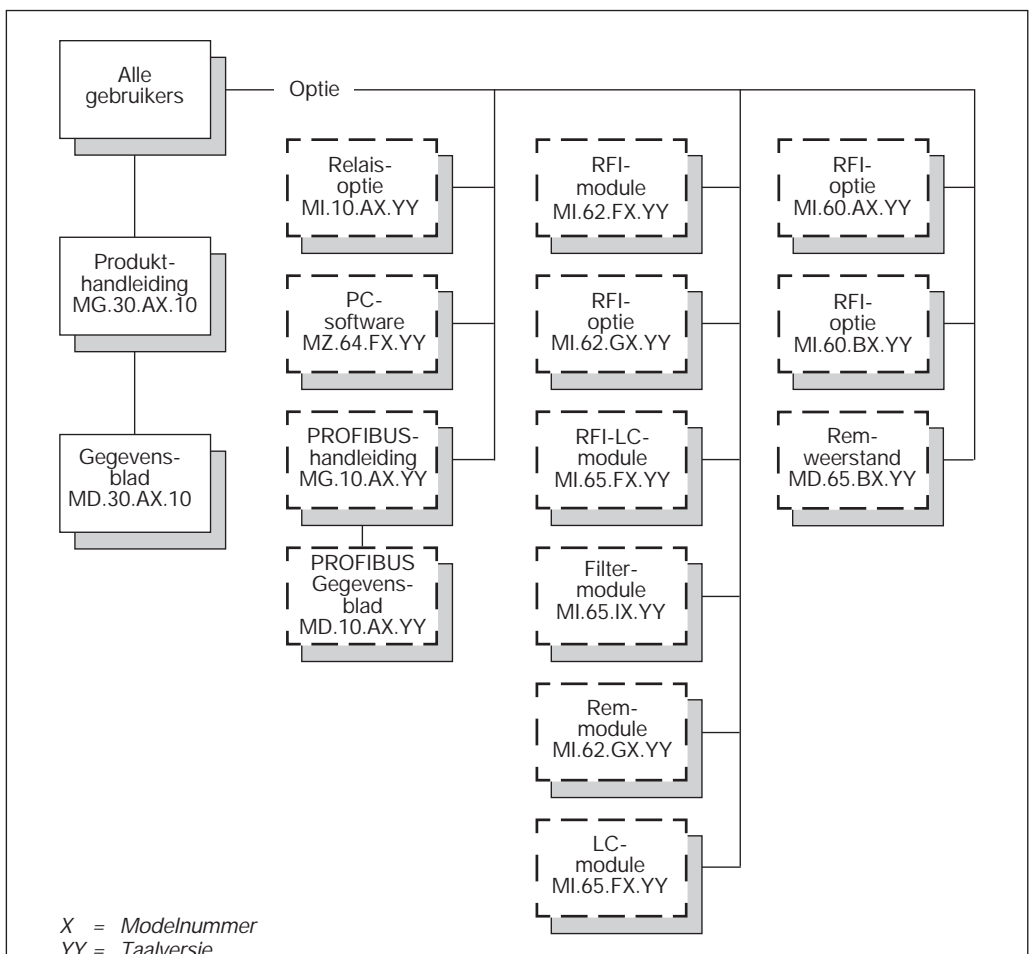 Alle
gebruikers
Optie
Produkt-
handleiding
MG.30.AX.10
Gegevens-
blad
MD.30.AX.10
Relais-
optie
MI.10.AX.YY
PC-
software
MZ.64.FX.YY
PROFIBUS-
handleiding
MG.10.AX.YY
PROFIBUS
Gegevens-
blad
MD.10.AX.YY
RFI-
module
MI.62.FX.YY
RFI-
optie
MI.62.GX.YY
RFI-LC-
module
MI.65.FX.YY
Filter-
module
MI.65.IX.YY
Rem-
module
MI.62.GX.YY
LC-
module
MI.65.FX.YY
RFI-
optie
MI.60.AX.YY
RFI-
optie
MI.60.BX.YY
Rem-
weerstand
MD.65.BX.YY
X = Modelnummer
YY = Taalversie